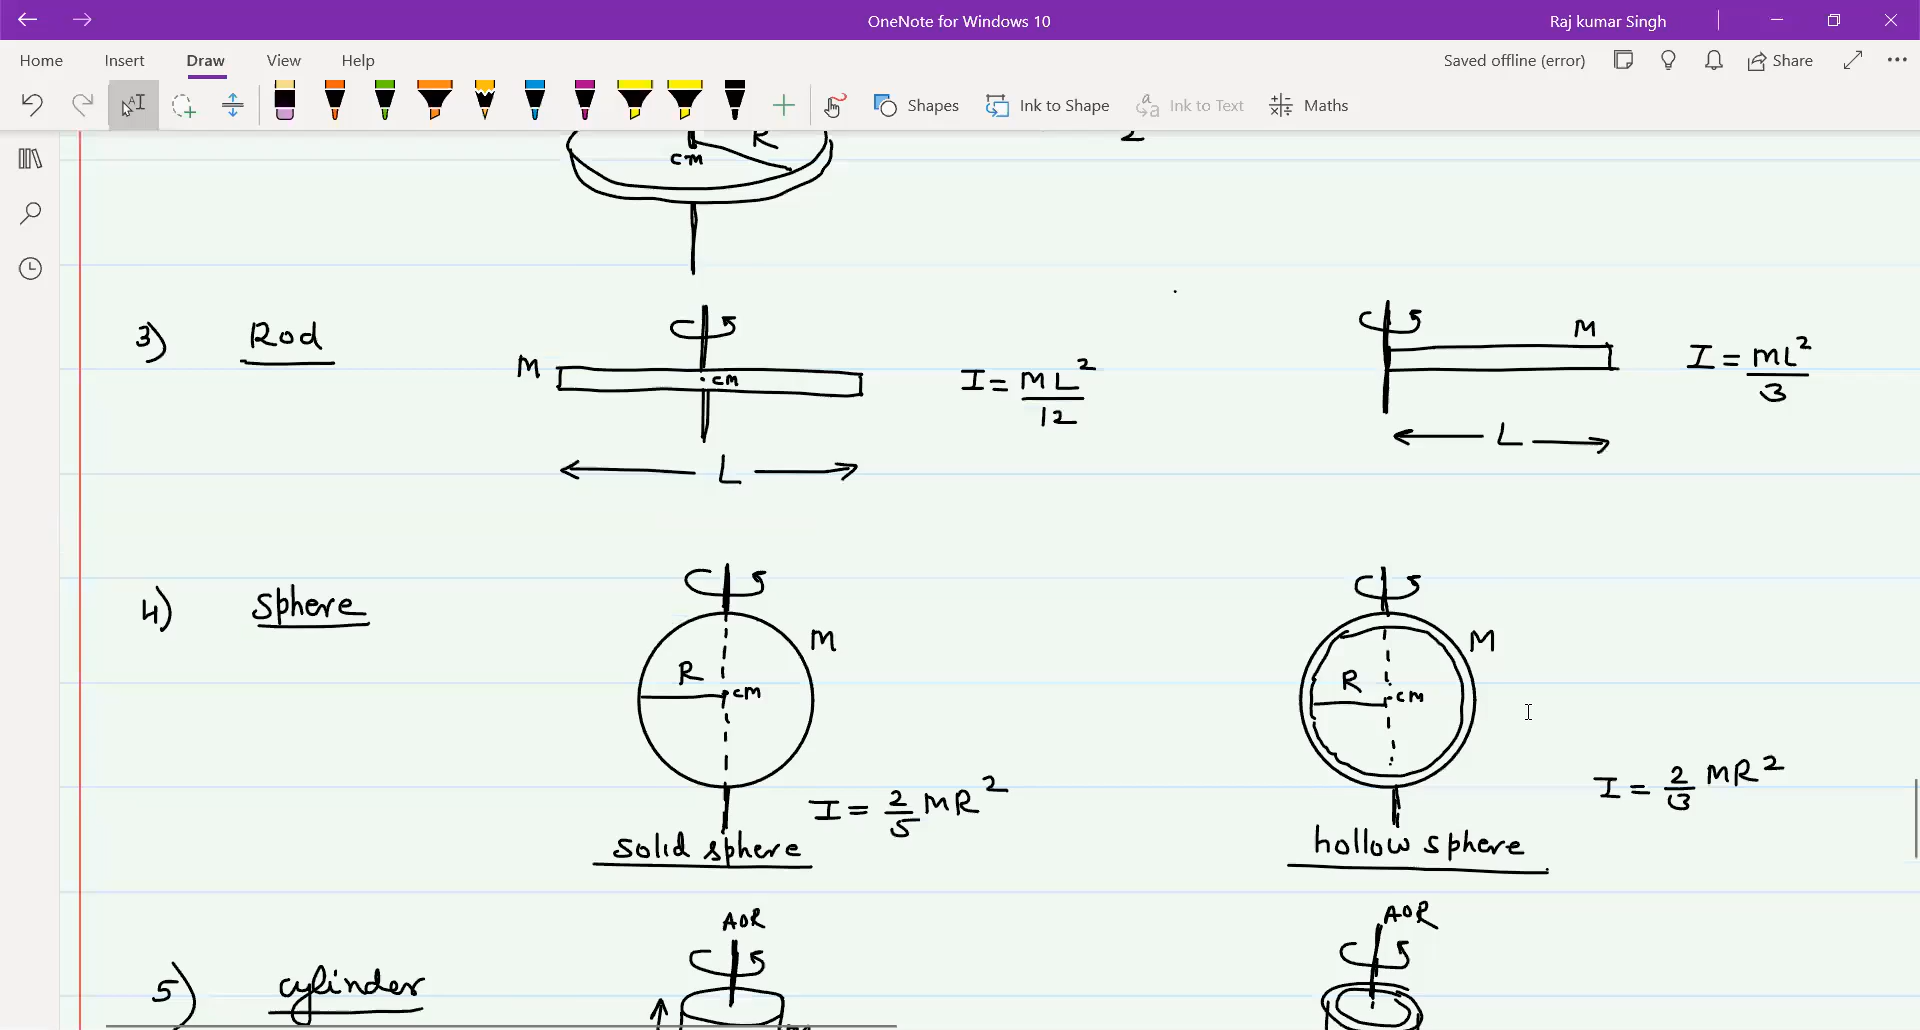 OneNote for Windows 10
Raj kumar Singh
Home Insert Draw View Help
Saved offline (error) Share
Shapes Ink to Shape Ink to Text Maths
R
cm
2
3) Rod
M
cm
I = ML²/12
L
M
I = ML²/3
L
4) sphere
M
R
cm
I = 2/5 MR²
solid sphere
M
R
cm
I = 2/3 MR²
hollow sphere
5) cylinder
AOR
AOR